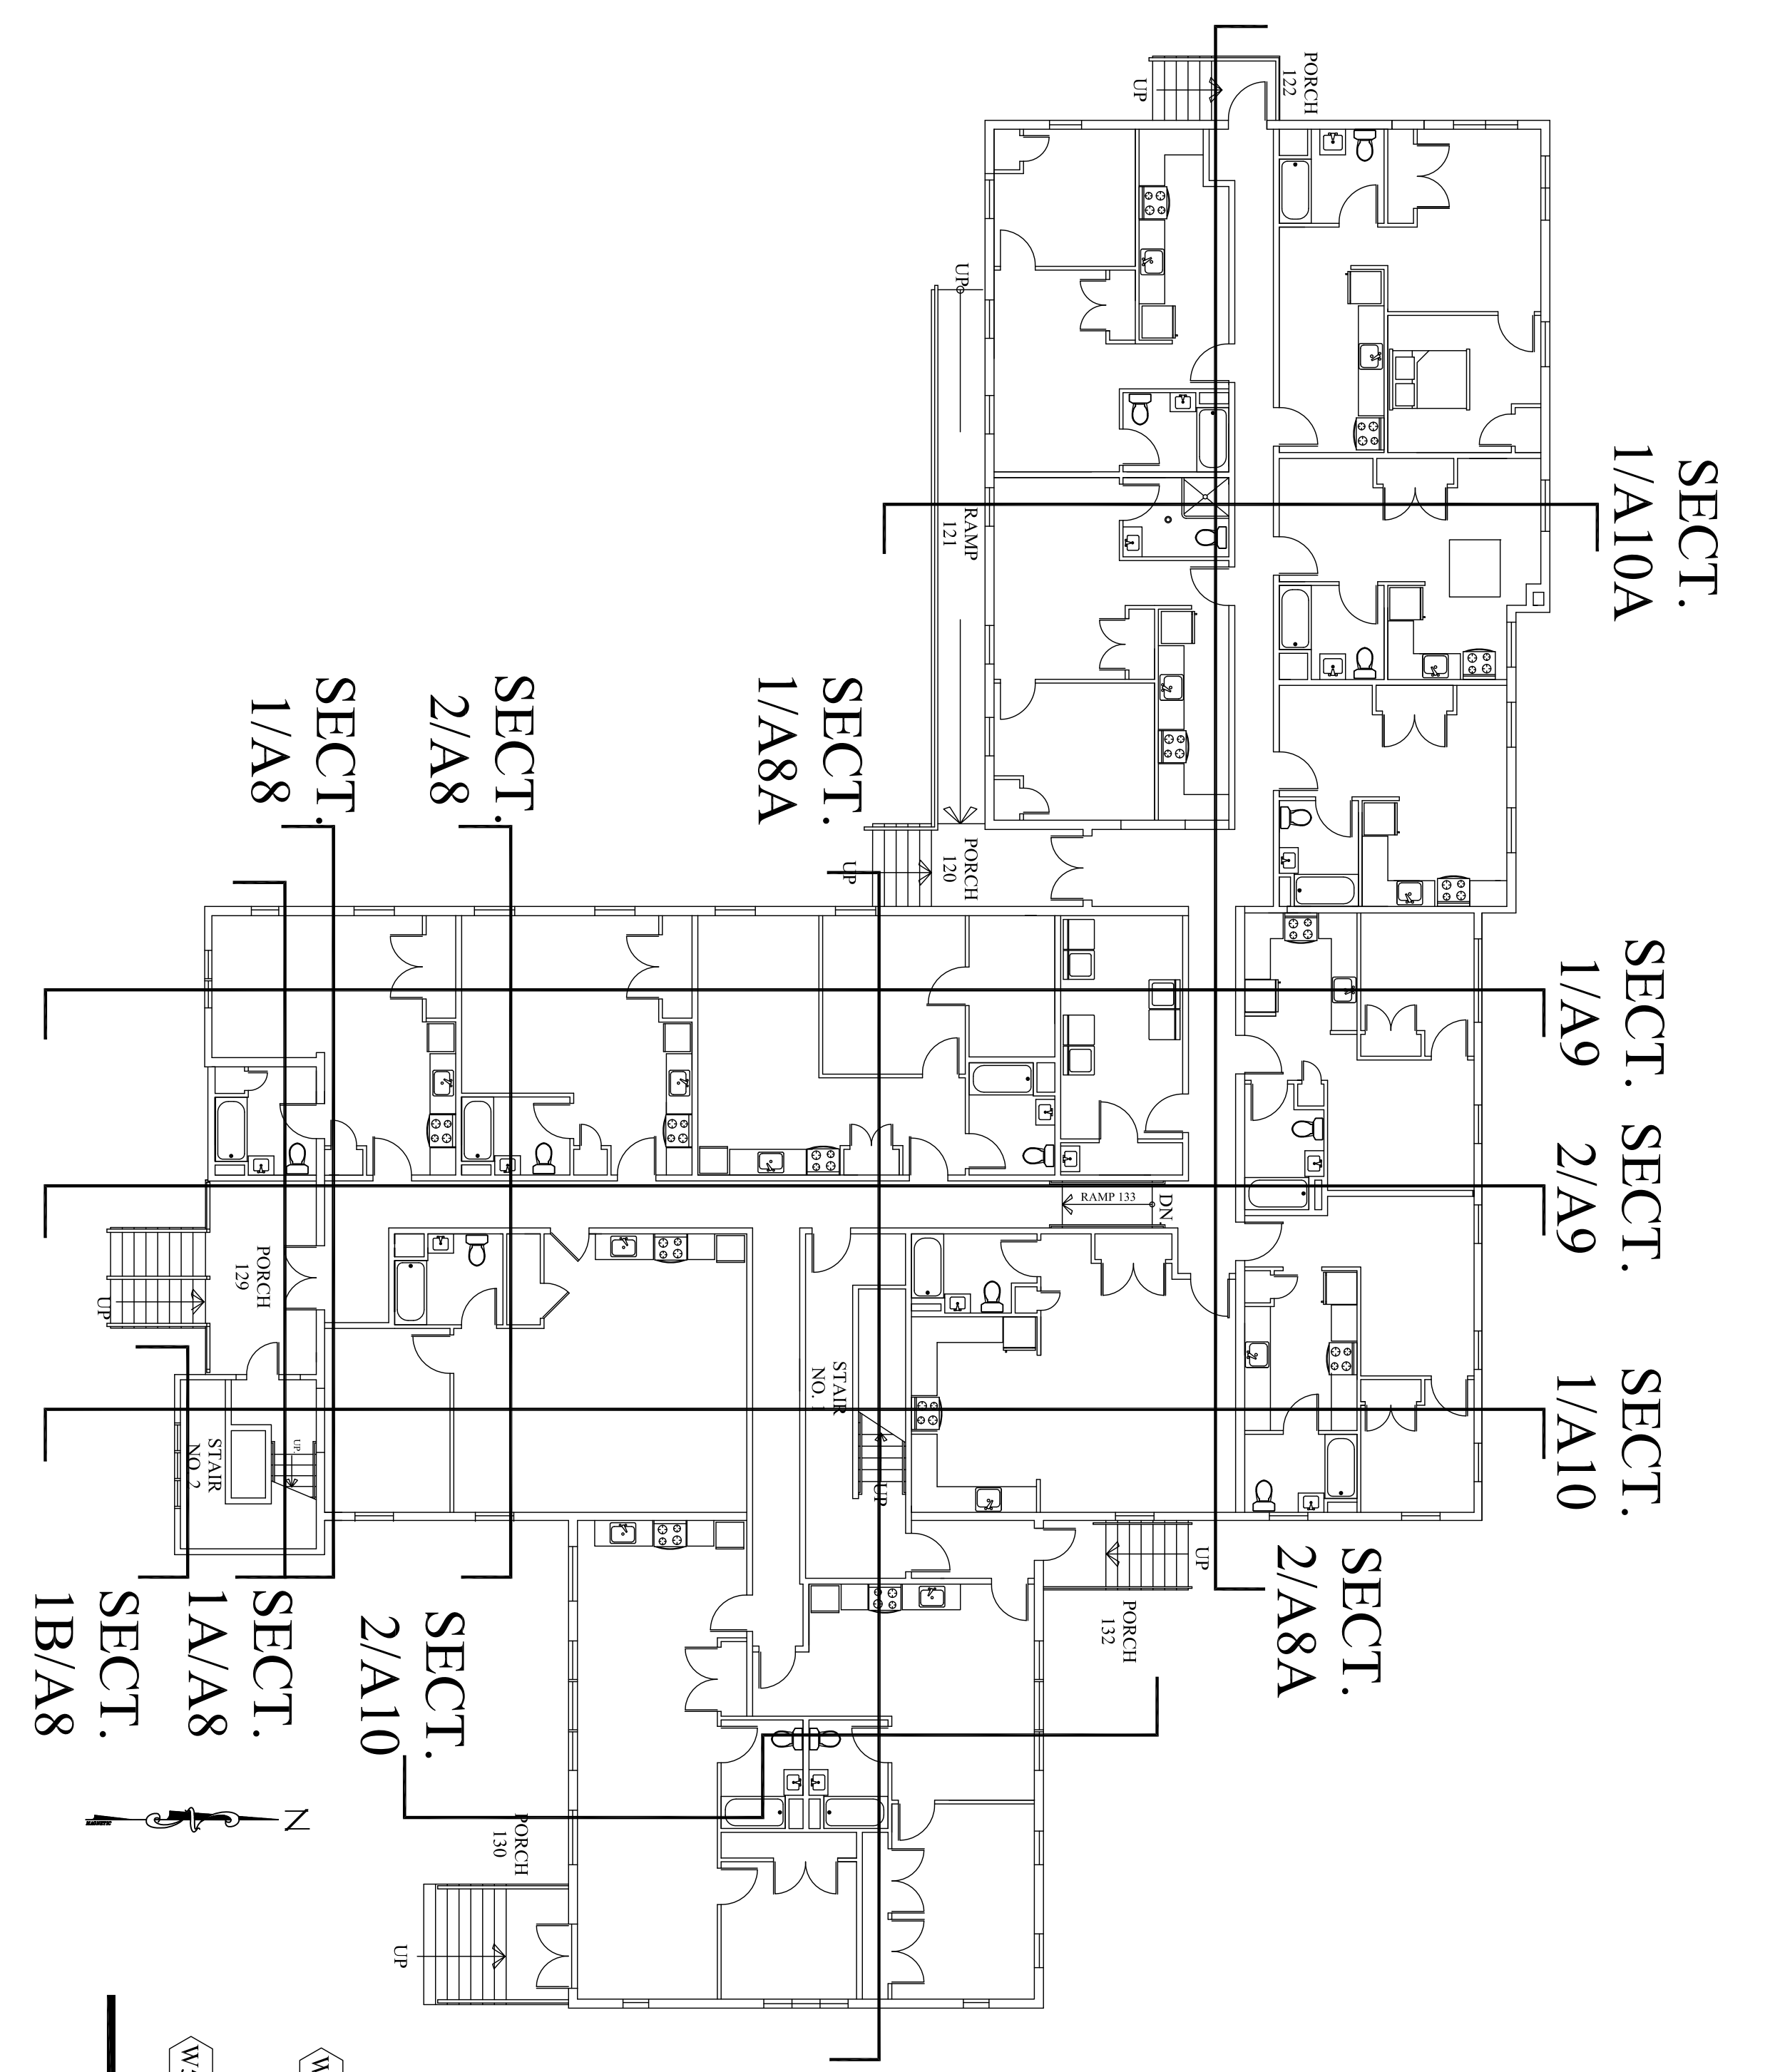 PORCH
122
UP
SECT.
1/A10A
UP
RAMP
121
SECT.
1/A8
SECT.
2/A8
SECT.
1/A8A
PORCH
120
UP
SECT.
1/A9
SECT.
2/A9
SECT.
1/A10
RAMP 133
DN.
PORCH
129
UP
STAIR
NO.
UP
STAIR
NO. 2
UP
UP
PORCH
132
SECT.
2/A8A
SECT.
1B/A8
SECT.
1A/A8
SECT.
2/A10
N
MAGNETIC
PORCH
130
UP